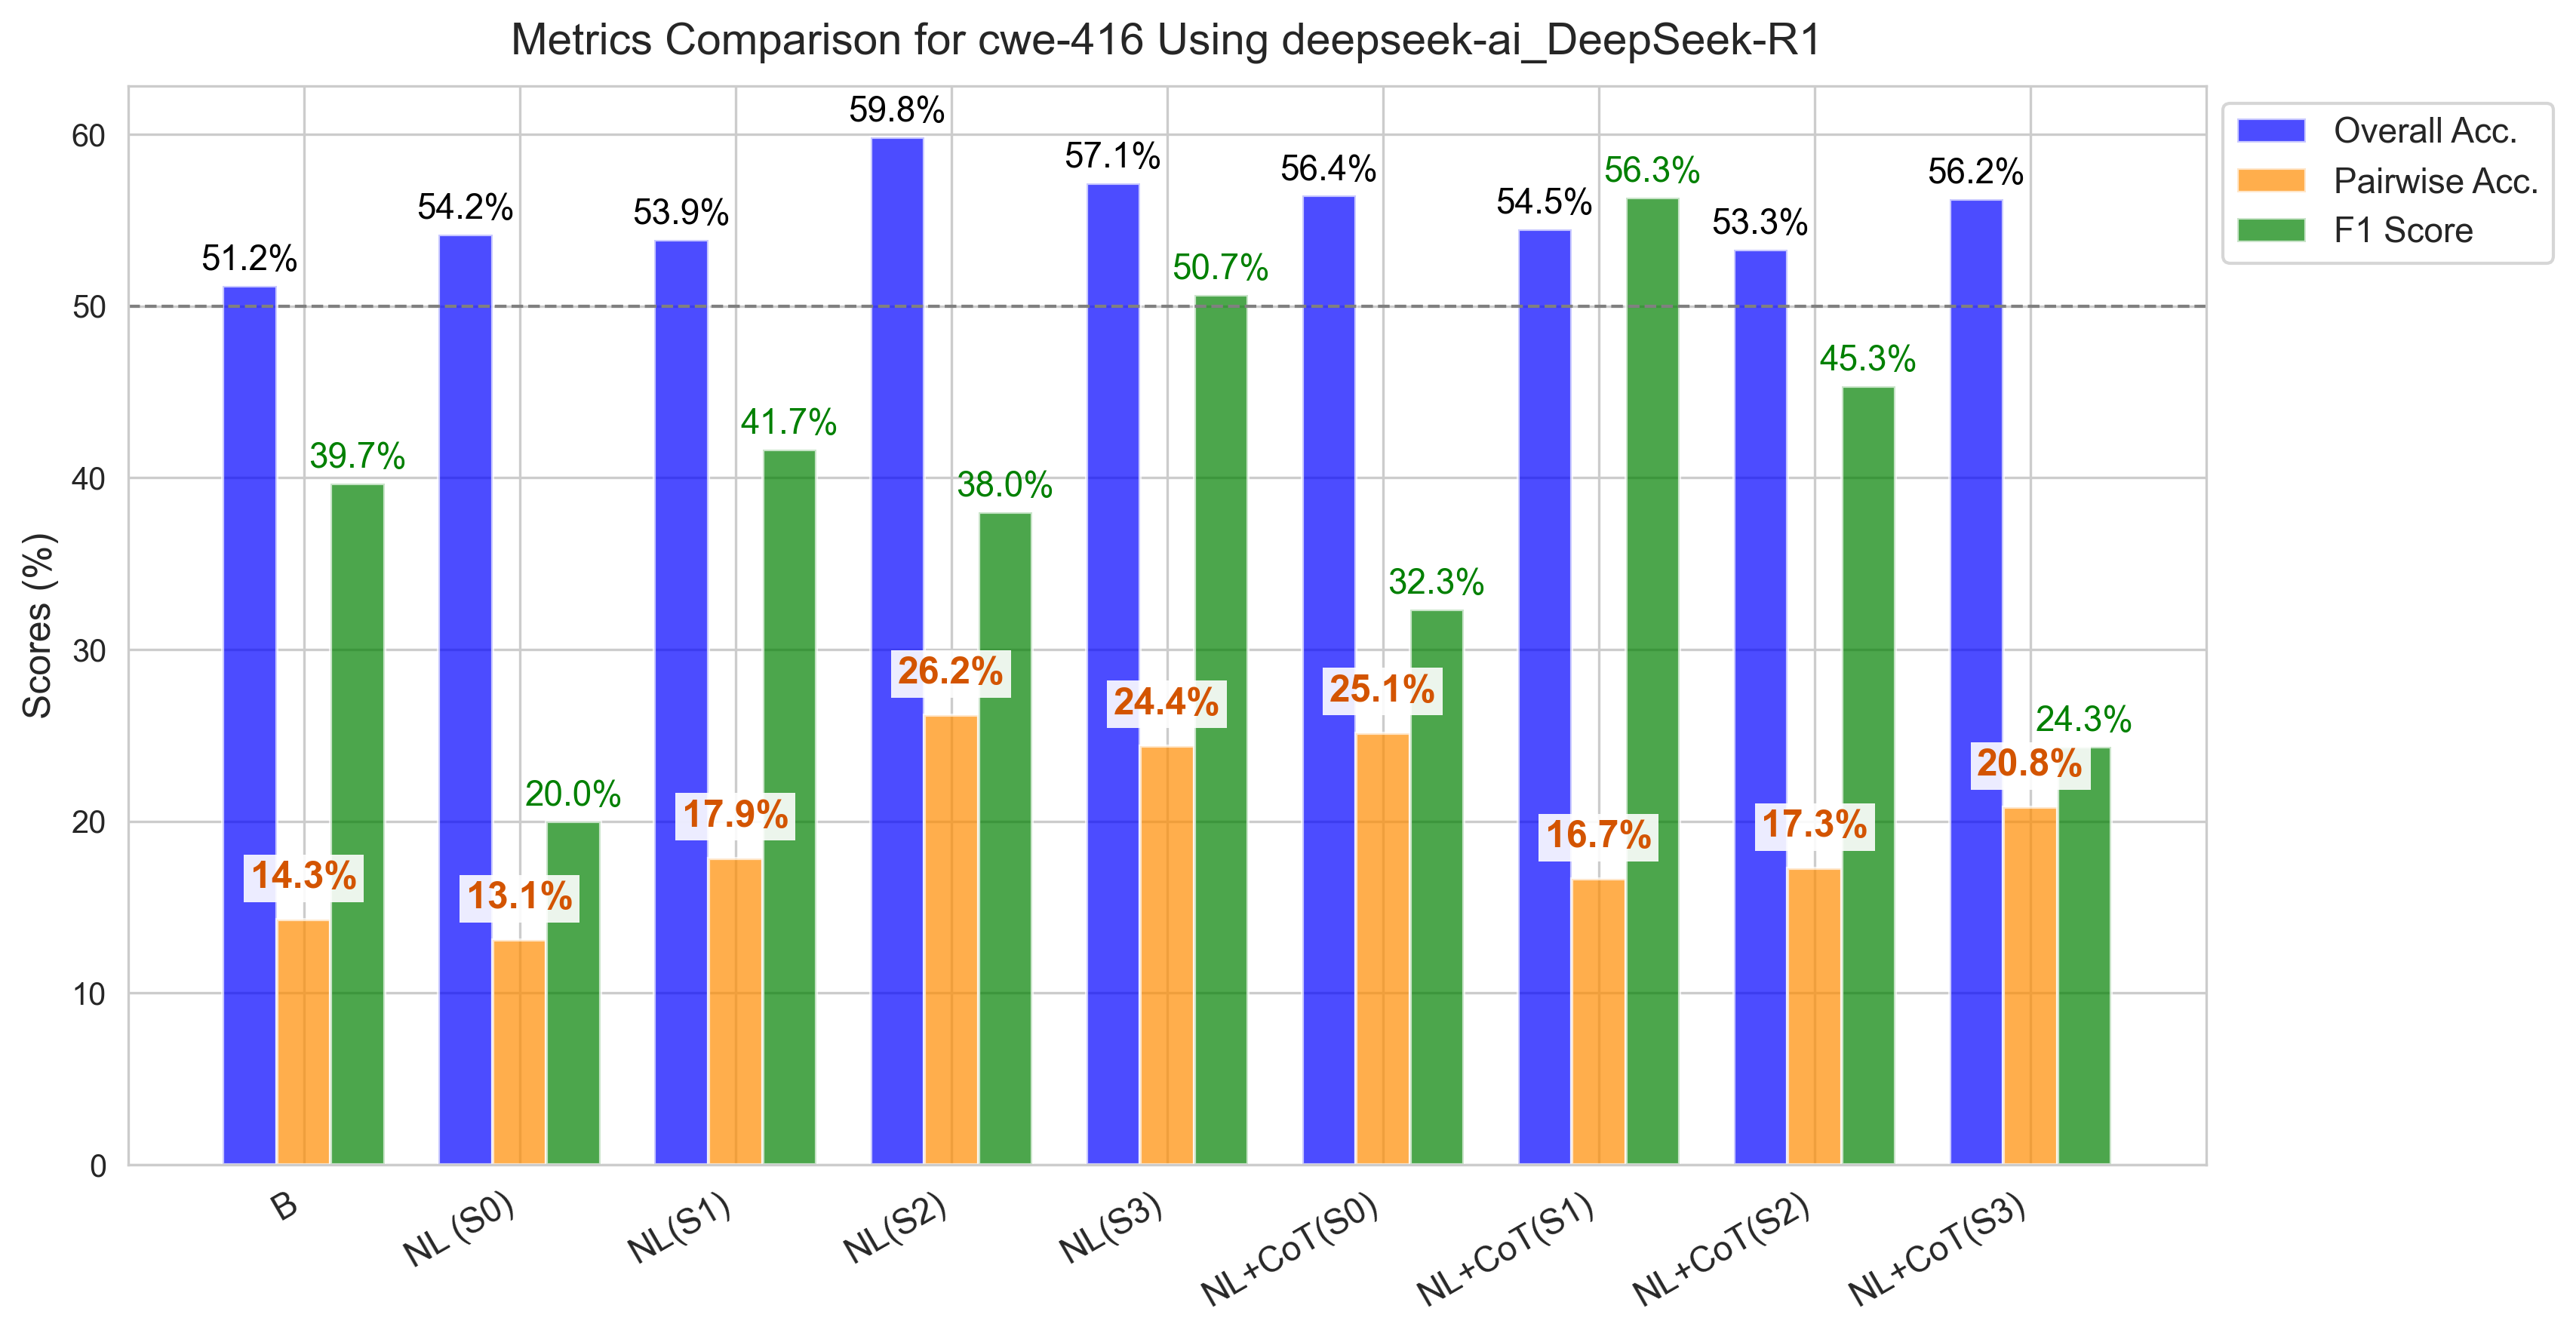 Metrics Comparison for cwe-416 Using deepseek-ai_DeepSeek-R1
Overall Acc.
Pairwise Acc.
F1 Score
Scores (%)
60
50
40
30
20
10
0
51.2%
14.3%
39.7%
54.2%
13.1%
20.0%
53.9%
17.9%
41.7%
59.8%
26.2%
38.0%
57.1%
24.4%
50.7%
56.4%
25.1%
32.3%
54.5%
16.7%
56.3%
53.3%
17.3%
45.3%
56.2%
20.8%
24.3%
B
NL (S0)
NL(S1)
NL(S2)
NL(S3)
NL+CoT(S0)
NL+CoT(S1)
NL+CoT(S2)
NL+CoT(S3)